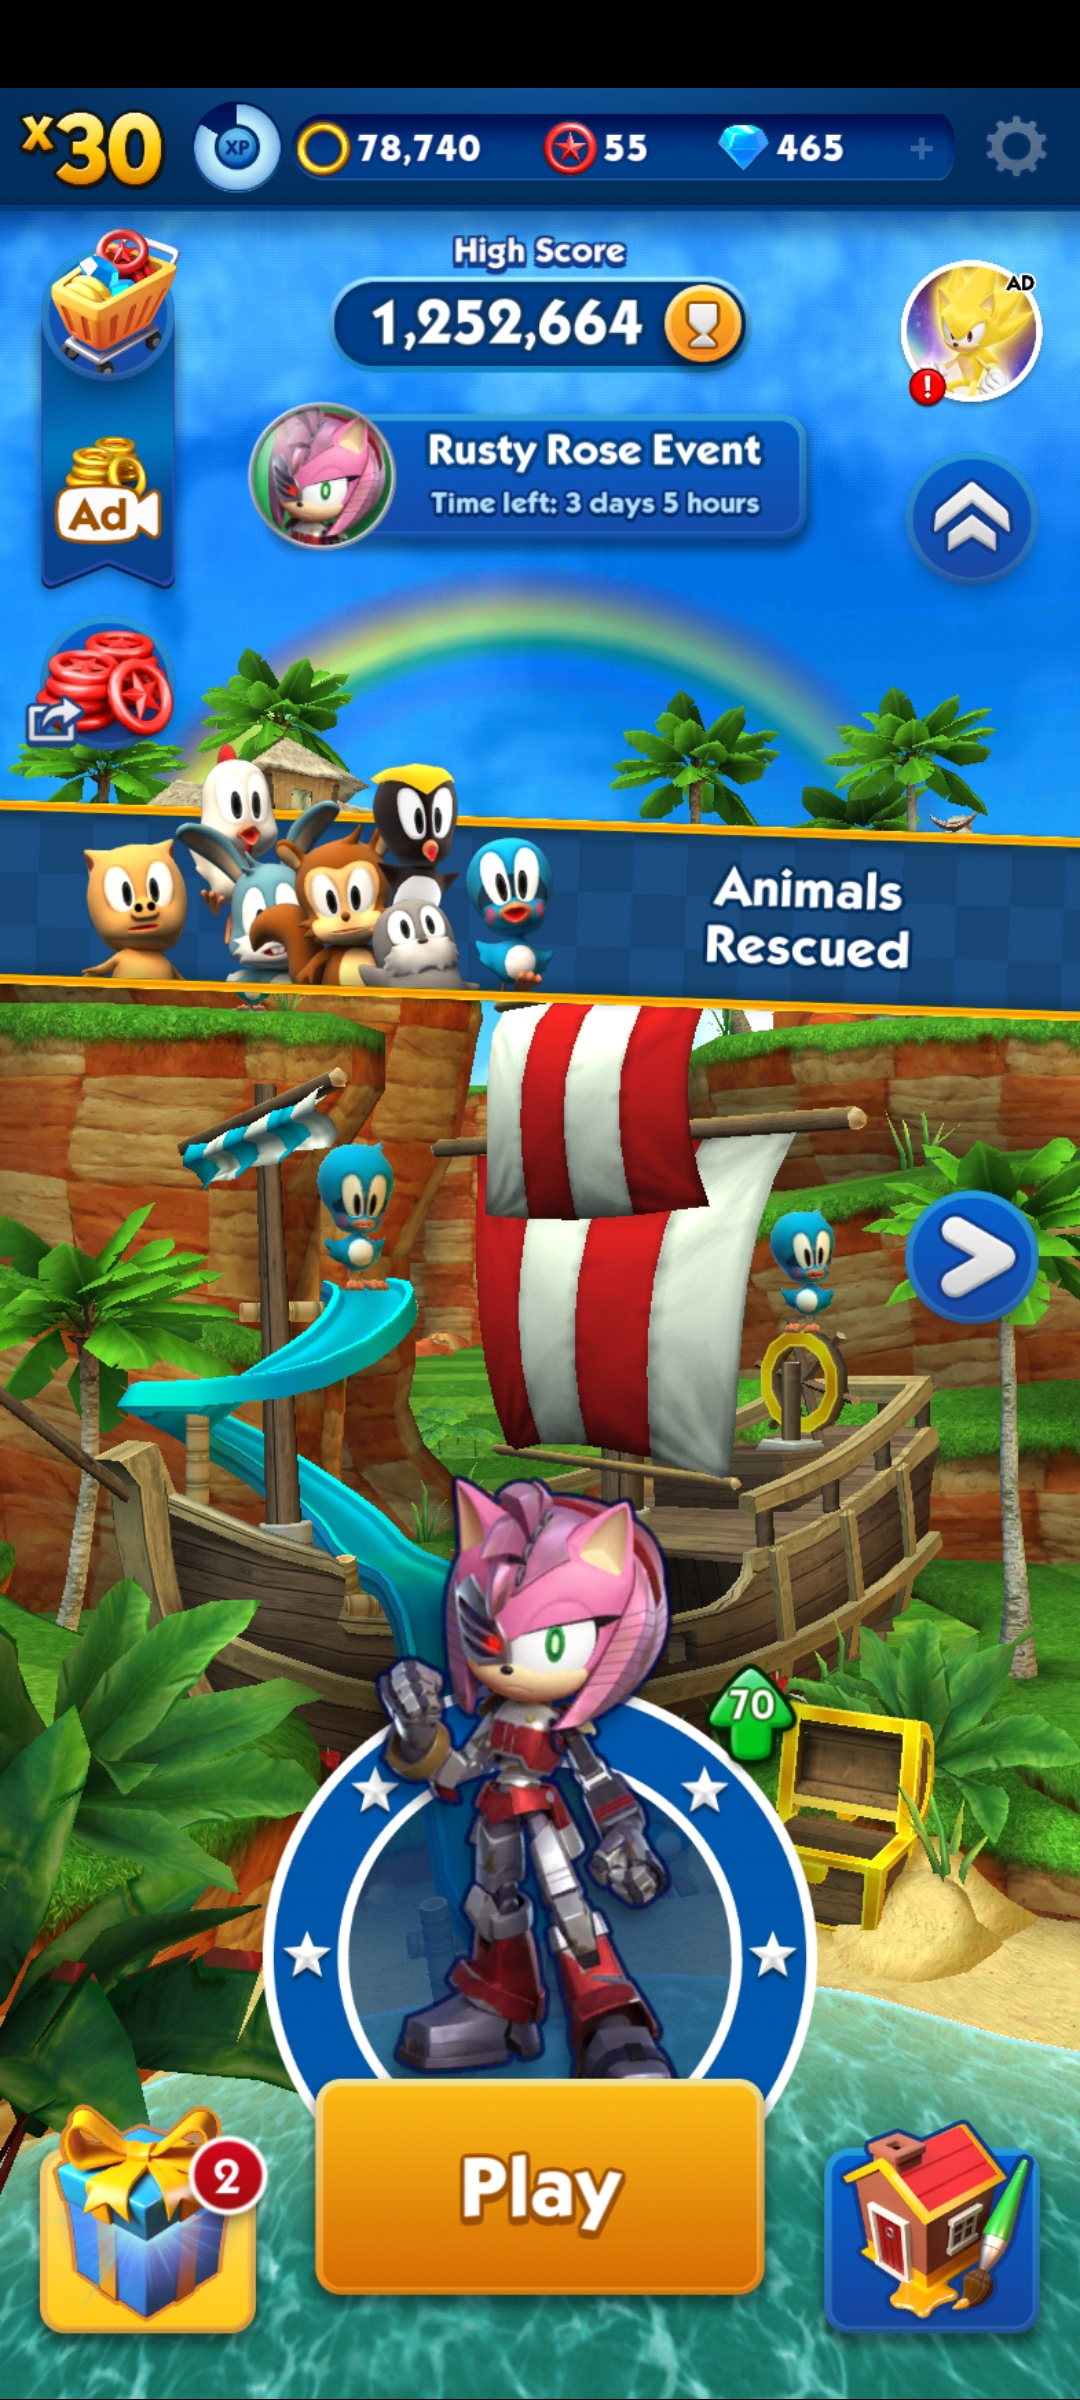 x30
XP
78,740
55
465
+
High Score
1,252,664
AD
!
Rusty Rose Event
Time left: 3 days 5 hours
Ad
Animals
Rescued
70
2
Play